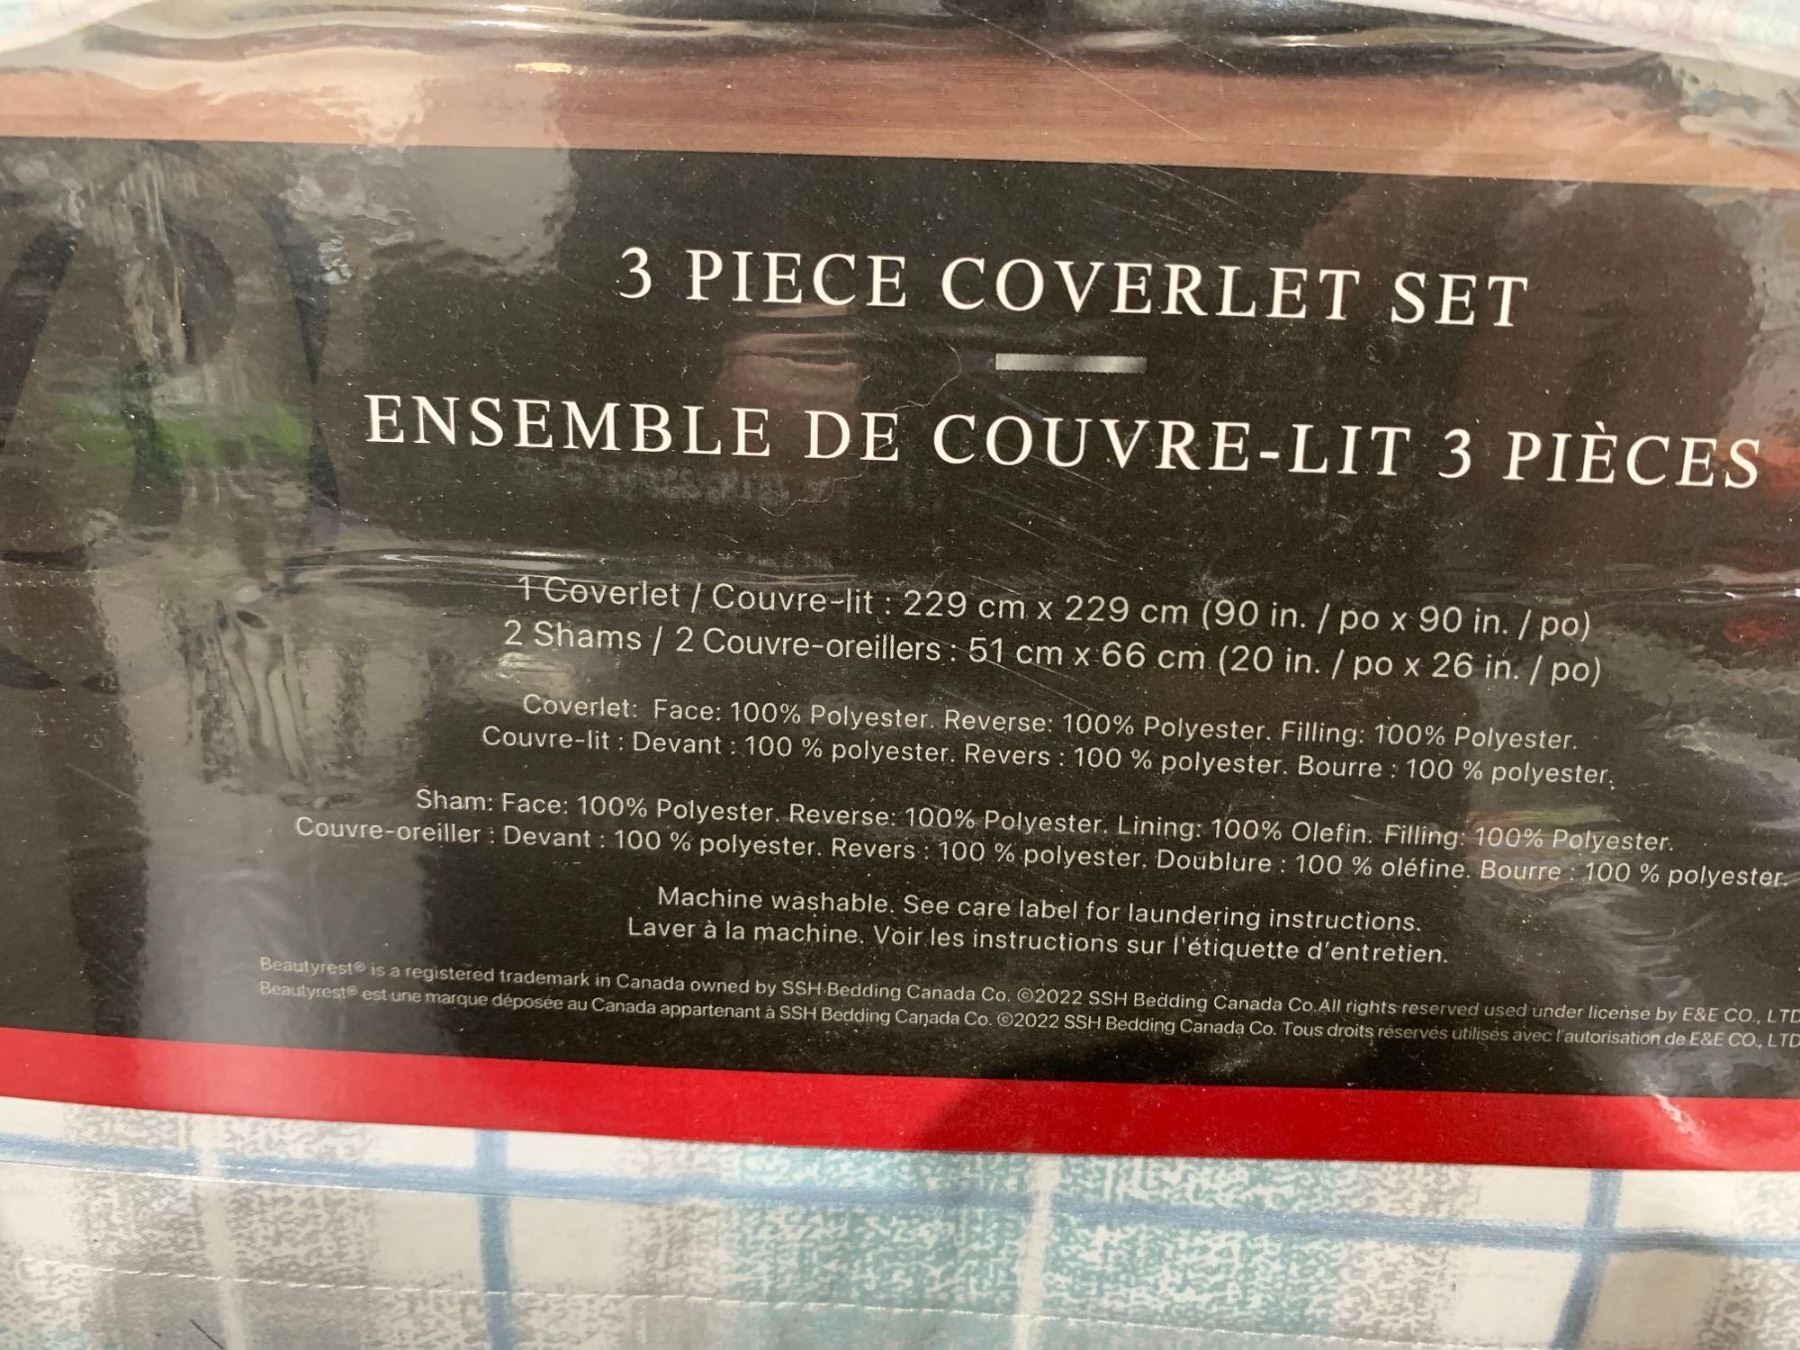 3 PIECE COVERLET SET
ENSEMBLE DE COUVRE-LIT 3 PIÈCES
1 Coverlet / Couvre-lit : 229 cm x 229 cm (90 in. / po x 90 in. / po)
2 Shams / 2 Couvre-oreillers : 51 cm x 66 cm (20 in. / po x 26 in. / po)
Coverlet: Face: 100% Polyester. Reverse: 100% Polyester. Filling: 100% Polyester.
Couvre-lit : Devant : 100 % polyester. Revers : 100 % polyester. Bourre : 100 % polyester.
Sham: Face: 100% Polyester. Reverse: 100% Polyester. Lining: 100% Olefin. Filling: 100% Polyester.
Couvre-oreiller : Devant : 100 % polyester. Revers : 100 % polyester. Doublure : 100 % oléfine. Bourre : 100 % polyester.
Machine washable. See care label for laundering instructions.
Laver à la machine. Voir les instructions sur l'étiquette d'entretien.
Beautyrest® is a registered trademark in Canada owned by SSH Bedding Canada Co. ©2022 SSH Bedding Canada Co. All rights reserved used under license by E&E CO., LTD
Beautyrest® est une marque déposée au Canada appartenant à SSH Bedding Canada Co. ©2022 SSH Bedding Canada Co. Tous droits réservés utilisés avec l'autorisation de E&E CO., LTD